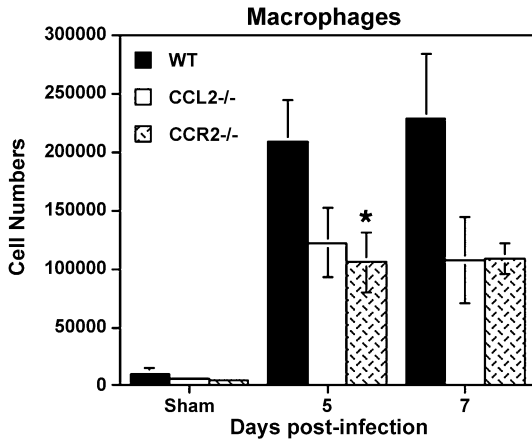 Macrophages
300000
250000
200000
150000
100000
50000
0
Cell Numbers
WT
CCL2-/-
CCR2-/-
*
Sham 5 7
Days post-infection